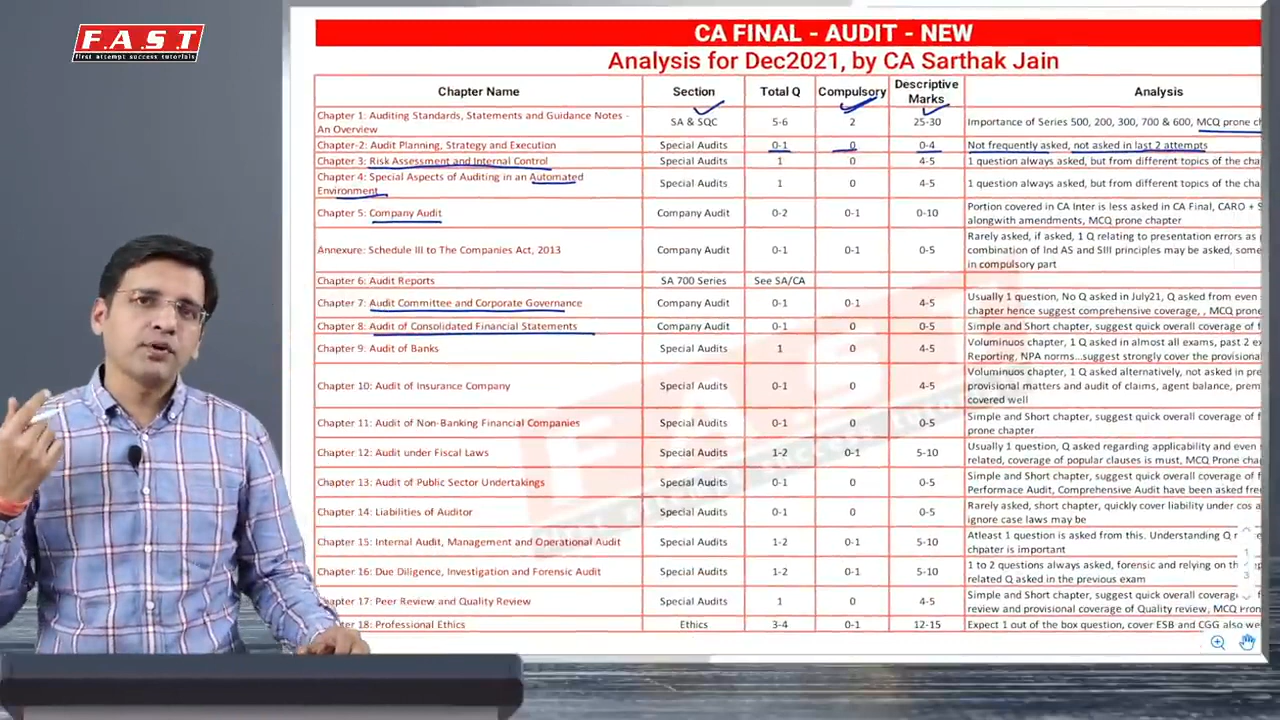 F.A.S.T
first attempt success tutorials
CA FINAL - AUDIT - NEW
Analysis for Dec2021, by CA Sarthak Jain
Chapter Name Section Total Q Compulsory Descriptive Marks Analysis
Chapter 1: Auditing Standards, Statements and Guidance Notes - An Overview SA & SQC 5-6 2 25-30 Importance of Series 500, 200, 300, 700 & 600, MCQ prone
Chapter-2: Audit Planning, Strategy and Execution Special Audits 0-1 0 0-4 Not frequently asked, not asked in last 2 attempts
Chapter 3: Risk Assessment and Internal Control Special Audits 1 0 4-5 1 question always asked, but from different topics of the
Chapter 4: Special Aspects of Auditing in an Automated Environment Special Audits 1 0 4-5 1 question always asked, but from different topics of the
Chapter 5: Company Audit Company Audit 0-2 0-1 0-10 Portion covered in CA Inter is less asked in CA Final, CARO +
alongwith amendments, MCQ prone chapter
Annexure: Schedule III to The Companies Act, 2013 Company Audit 0-1 0-1 0-5 Rarely asked, if asked, 1 Q relating to presentation errors as
combination of Ind AS and SIII principles may be asked,
in compulsory part
Chapter 6: Audit Reports SA 700 Series See SA/CA
Chapter 7: Audit Committee and Corporate Governance Company Audit 0-1 0-1 4-5 Usually 1 question, No Q asked in July21, Q asked from even
chapter hence suggest comprehensive coverage, , MCQ
Chapter 8: Audit of Consolidated Financial Statements Company Audit 0-1 0 0-5 Simple and Short chapter, suggest quick overall coverage of
Chapter 9: Audit of Banks Special Audits 1 0 4-5 Voluminuos chapter, 1 Q asked in almost all exams, past 2
Reporting, NPA norms...suggest strongly cover the
Chapter 10: Audit of Insurance Company Special Audits 0-1 0 4-5 Voluminuos chapter, 1 Q asked alternatively, not asked in
provisional matters and audit of claims, agent balance,
covered well
Chapter 11: Audit of Non-Banking Financial Companies Special Audits 0-1 0 0-5 Simple and Short chapter, suggest quick overall coverage of
prone chapter
Chapter 12: Audit under Fiscal Laws Special Audits 1-2 0-1 5-10 Usually 1 question, Q asked regarding applicability and even
related, coverage of popular clauses is must, MCQ Prone
Chapter 13: Audit of Public Sector Undertakings Special Audits 0-1 0 0-5 Simple and Short chapter, suggest quick overall coverage of
Performace Audit, Comprehensive Audit have been asked
Chapter 14: Liabilities of Auditor Special Audits 0-1 0 0-5 Rarely asked, short chapter, quickly cover liability under cos
ignore case laws may be
Chapter 15: Internal Audit, Management and Operational Audit Special Audits 1-2 0-1 5-10 Atleast 1 question is asked from this. Understanding Q
chpater is important
Chapter 16: Due Diligence, Investigation and Forensic Audit Special Audits 1-2 0-1 5-10 1 to 2 questions always asked, forensic and relying on
related Q asked in the previous exam
Chapter 17: Peer Review and Quality Review Special Audits 1 0 4-5 Simple and Short chapter, suggest quick overall
review and provisional coverage of Quality review, MCQ
18: Professional Ethics Ethics 3-4 0-1 12-15 Expect 1 out of the box question, cover ESB and CGG also